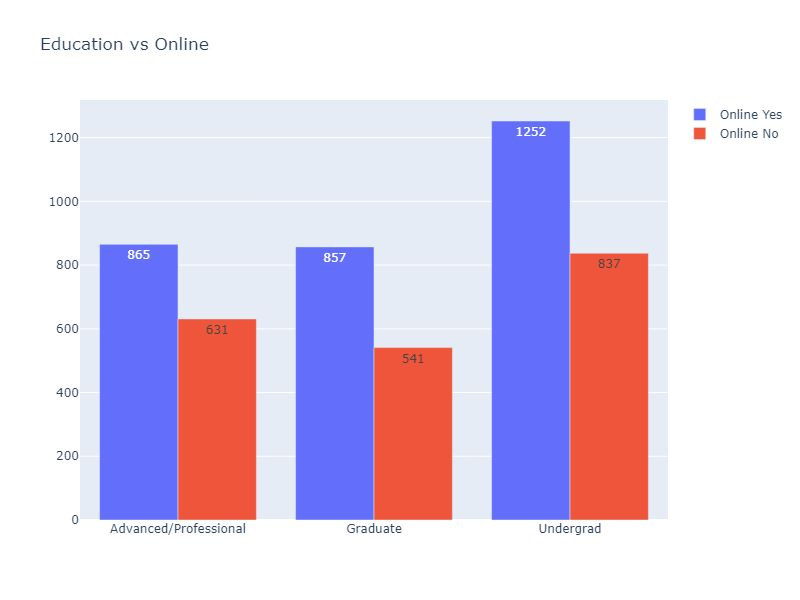 Education vs Online
Online Yes
Online No
1200
1000
800
600
400
200
0
865
631
857
541
1252
837
Advanced/Professional
Graduate
Undergrad